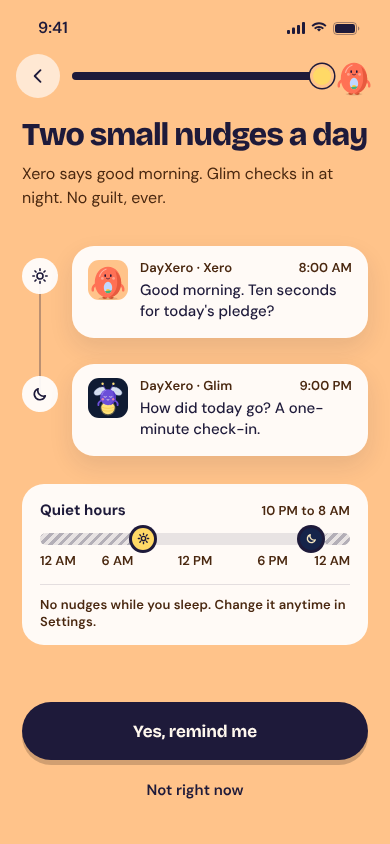 9:41
Two small nudges a day
Xero says good morning. Glim checks in at
night. No guilt, ever.
DayXero · Xero 8:00 AM
Good morning. Ten seconds
for today's pledge?
DayXero · Glim 9:00 PM
How did today go? A one-
minute check-in.
Quiet hours 10 PM to 8 AM
12 AM 6 AM 12 PM 6 PM 12 AM
No nudges while you sleep. Change it anytime in
Settings.
Yes, remind me
Not right now